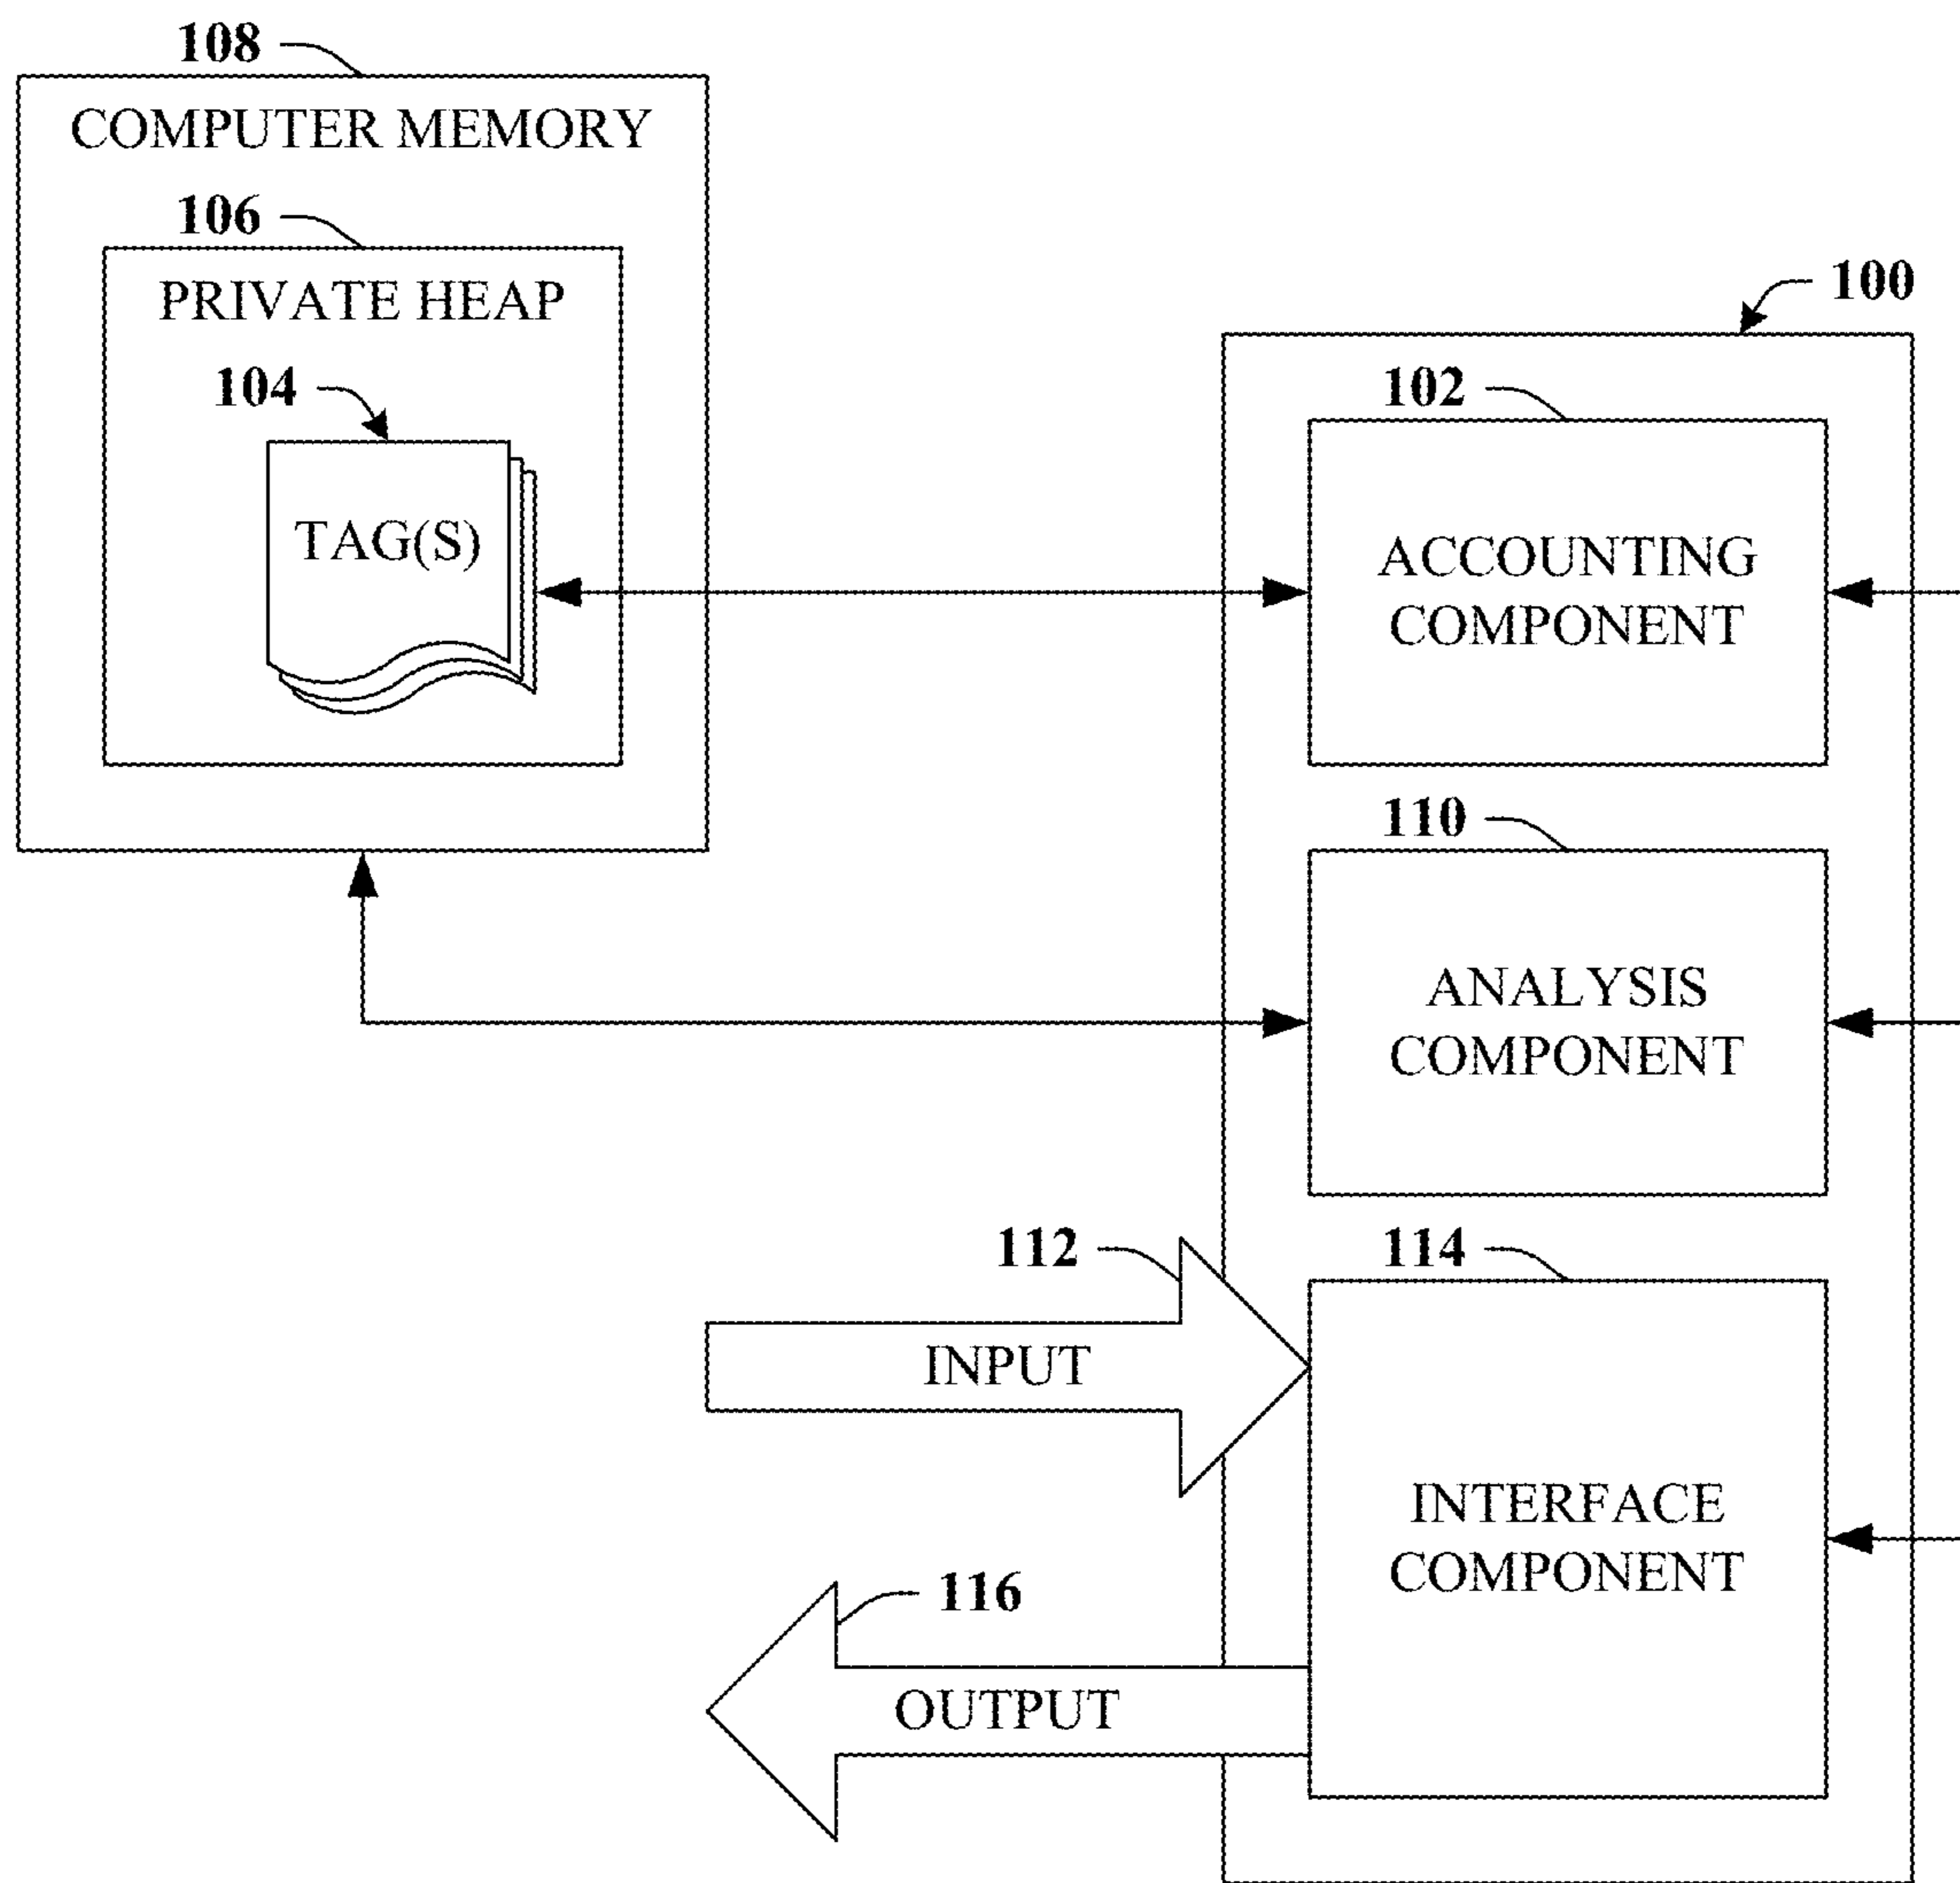 108
COMPUTER MEMORY
106
PRIVATE HEAP
104
TAG(S)
100
102
ACCOUNTING
COMPONENT
110
ANALYSIS
COMPONENT
112
INPUT
114
INTERFACE
COMPONENT
116
OUTPUT